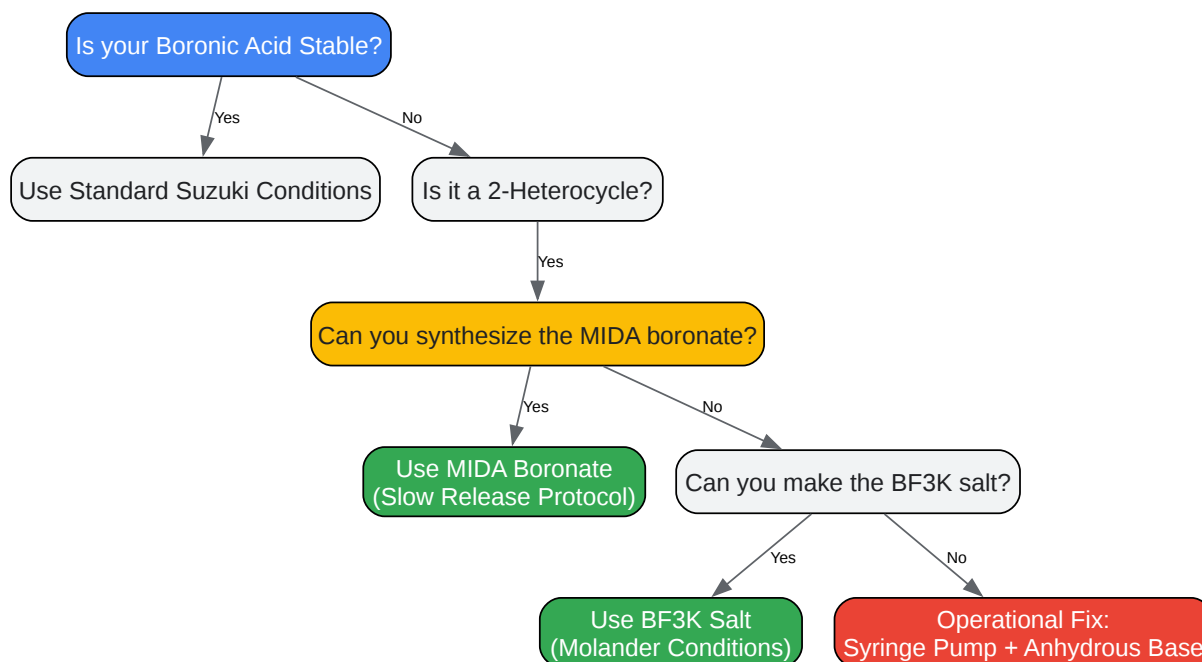 Is your Boronic Acid Stable?
Yes
No
Use Standard Suzuki Conditions
Is it a 2-Heterocycle?
Yes
Can you synthesize the MIDA boronate?
Yes
No
Use MIDA Boronate
(Slow Release Protocol)
Can you make the BF3K salt?
Yes
No
Use BF3K Salt
(Molander Conditions)
Operational Fix:
Syringe Pump + Anhydrous Base